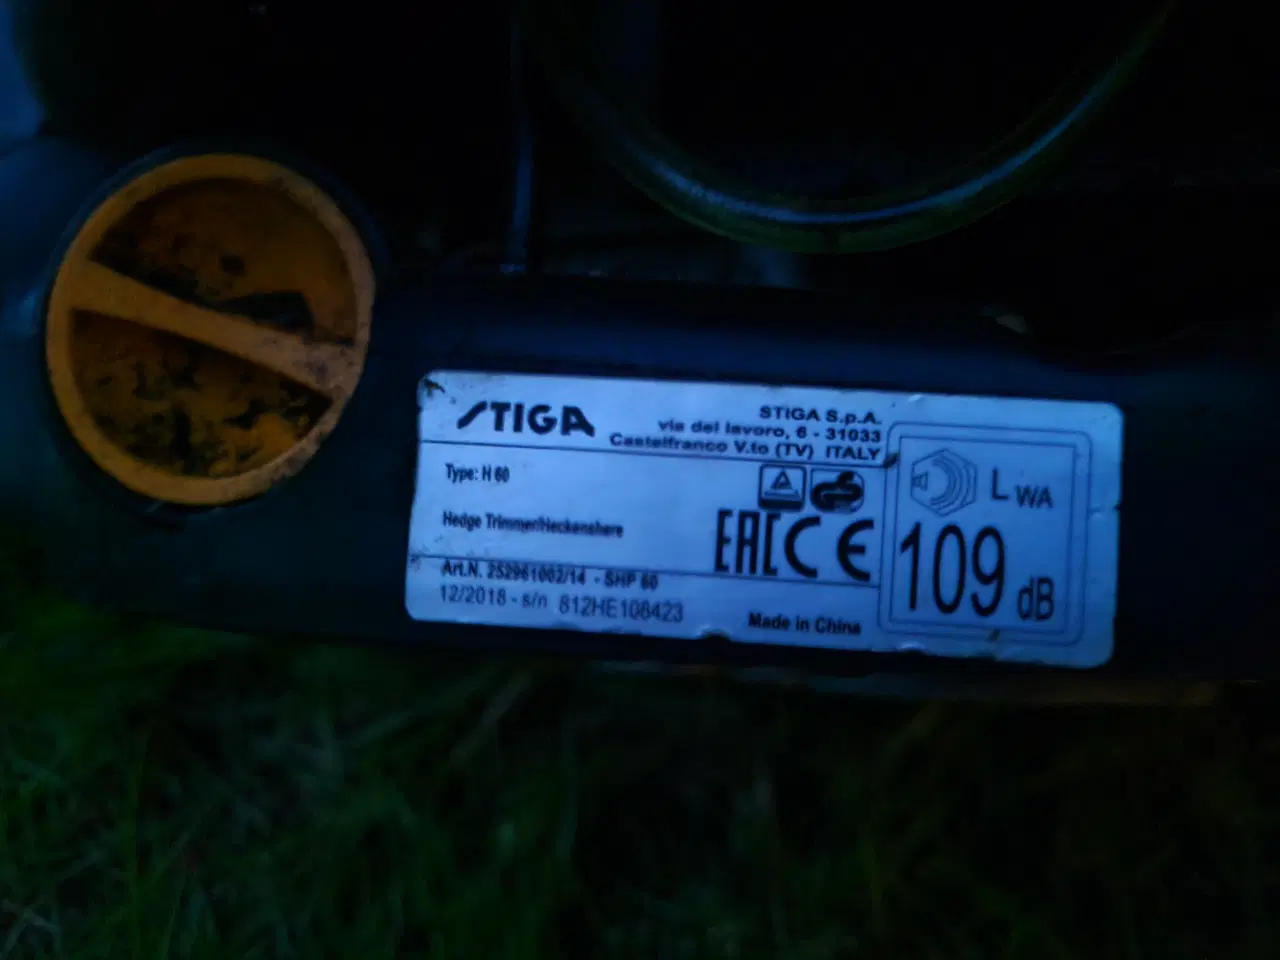 STIGA
STIGA S.p.A.
via del lavoro, 6 - 31033
Castelfranco V.to (TV) ITALY
Type: H 60
Hedge Trimmer/Heckenshere
Art.N. 252961002/14 - SHP 60
12/2018 - s/n 812HE108423
EAC CE
Made in China
LWA
109 dB